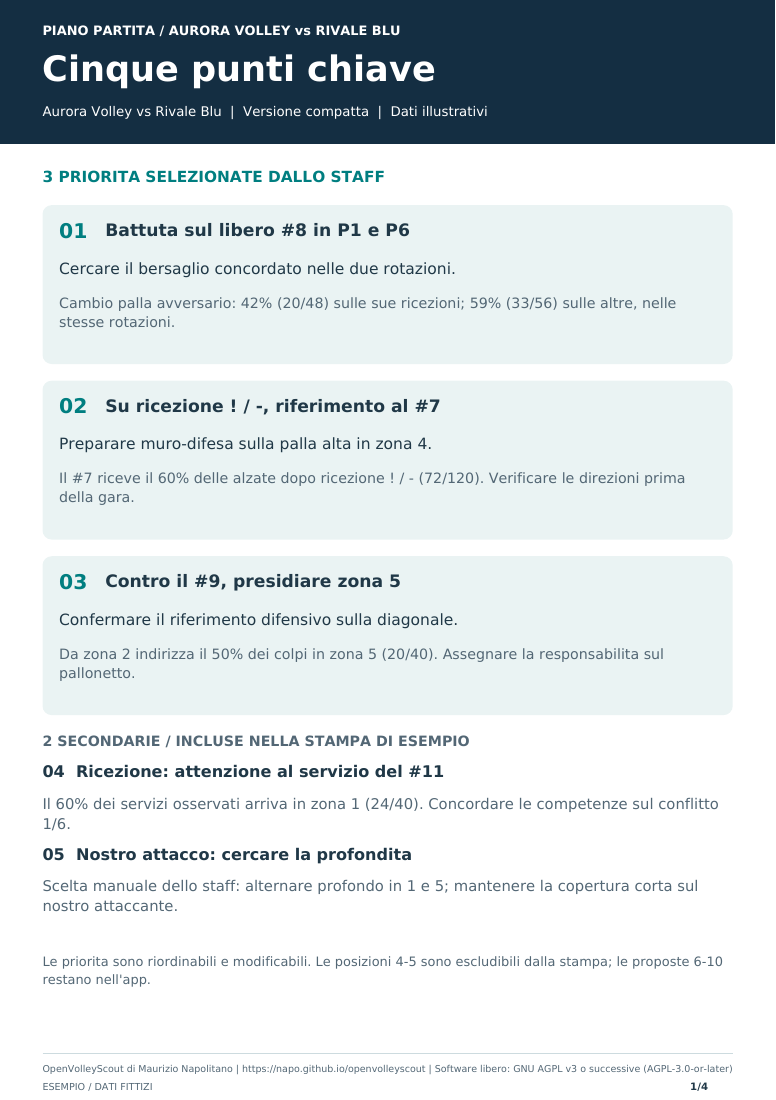 PIANO PARTITA / AURORA VOLLEY vs RIVALE BLU
Cinque punti chiave
Aurora Volley vs Rivale Blu | Versione compatta | Dati illustrativi
3 PRIORITA SELEZIONATE DALLO STAFF
01 Battuta sul libero #8 in P1 e P6
Cercare il bersaglio concordato nelle due rotazioni.
Cambio palla avversario: 42% (20/48) sulle sue ricezioni; 59% (33/56) sulle altre, nelle
stesse rotazioni.
02 Su ricezione ! / -, riferimento al #7
Preparare muro-difesa sulla palla alta in zona 4.
Il #7 riceve il 60% delle alzate dopo ricezione ! / - (72/120). Verificare le direzioni prima
della gara.
03 Contro il #9, presidiare zona 5
Confermare il riferimento difensivo sulla diagonale.
Da zona 2 indirizza il 50% dei colpi in zona 5 (20/40). Assegnare la responsabilita sul
pallonetto.
2 SECONDARIE / INCLUSE NELLA STAMPA DI ESEMPIO
04 Ricezione: attenzione al servizio del #11
Il 60% dei servizi osservati arriva in zona 1 (24/40). Concordare le competenze sul conflitto
1/6.
05 Nostro attacco: cercare la profondita
Scelta manuale dello staff: alternare profondo in 1 e 5; mantenere la copertura corta sul
nostro attaccante.
Le priorita sono riordinabili e modificabili. Le posizioni 4-5 sono escludibili dalla stampa; le proposte 6-10
restano nell'app.
OpenVolleyScout di Maurizio Napolitano | https://napo.github.io/openvolleyscout | Software libero: GNU AGPL v3 o successive (AGPL-3.0-or-later)
ESEMPIO / DATI FITTIZI 1/4